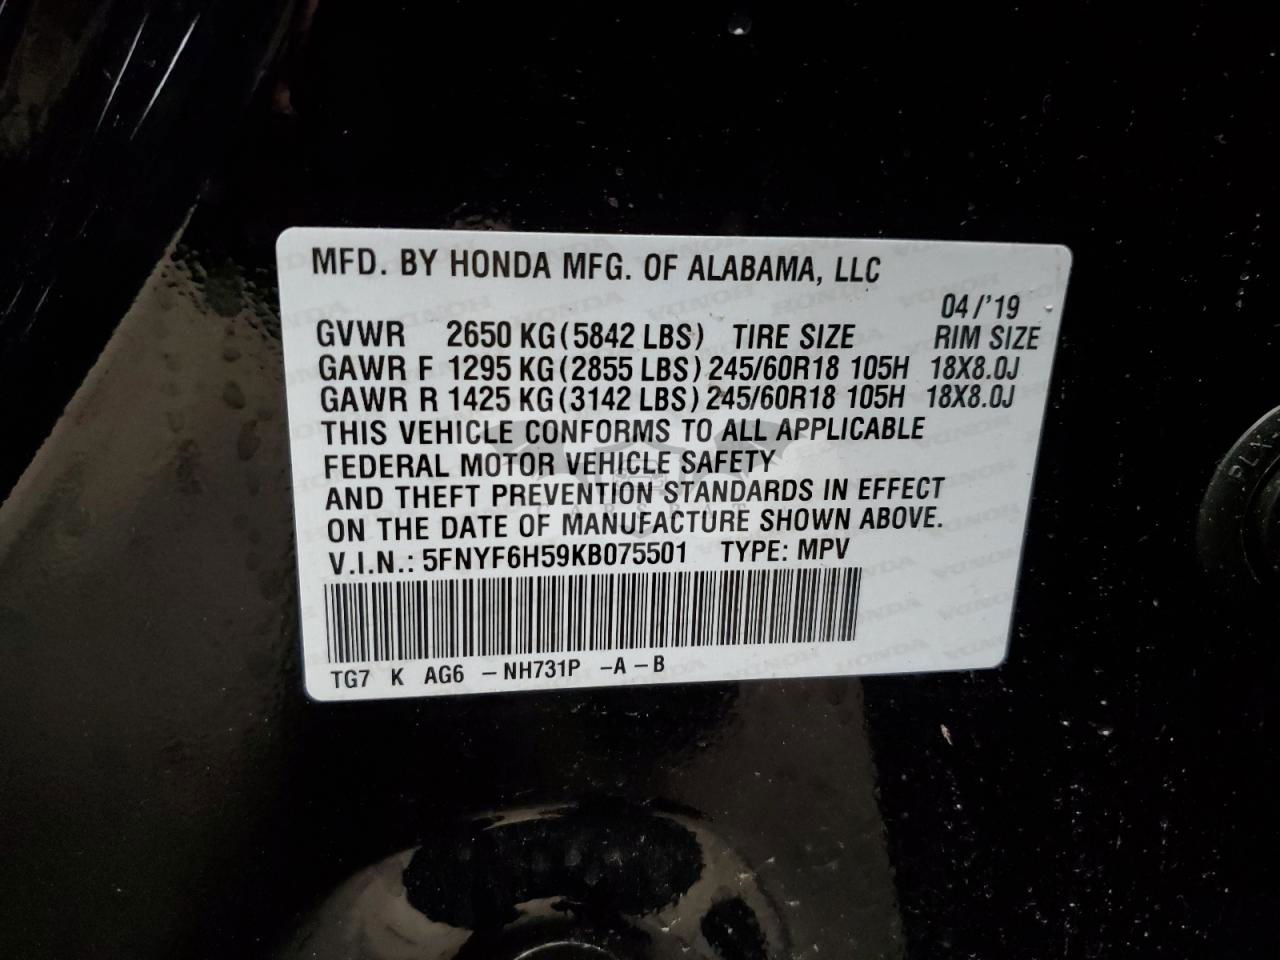 MFD. BY HONDA MFG. OF ALABAMA, LLC
04/'19
GVWR 2650 KG(5842 LBS) TIRE SIZE RIM SIZE
GAWR F 1295 KG(2855 LBS) 245/60R18 105H 18X8.0J
GAWR R 1425 KG(3142 LBS) 245/60R18 105H 18X8.0J
THIS VEHICLE CONFORMS TO ALL APPLICABLE
FEDERAL MOTOR VEHICLE SAFETY
AND THEFT PREVENTION STANDARDS IN EFFECT
ON THE DATE OF MANUFACTURE SHOWN ABOVE.
V.I.N.: 5FNYF6H59KB075501 TYPE: MPV
TG7 K AG6 -NH731P -A-B